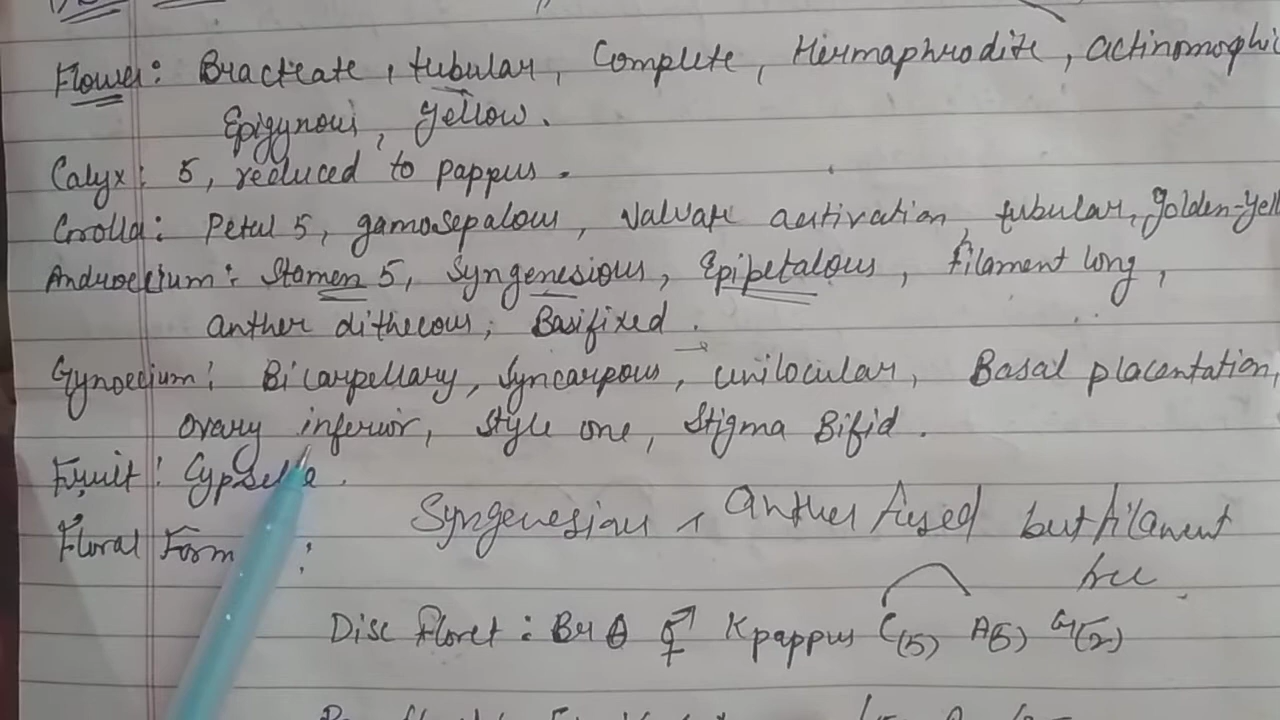 Flower: Bracteate, tubular, Complete, Hermaphrodite, actinomorphi
Epigynous, yellow.
Calyx: 5, reduced to pappus.
Corolla: Petal 5, gamosepalous, Valvate aestivation, tubular, golden-yell
Androecium: Stamen 5, Syngenesious, Epipetalous, filament long,
anther dithecous, Basifixed.
Gynoecium: Bicarpellary, Syncarpous, unilocular, Basal placentation,
ovary inferior, style one, Stigma Bifid.
Fruit: Cypsella.
Syngenesious, anther fused but filament
free
Floral Form :
Disc floret: Br ⊕ ⚥ K pappus C(5) A(5) G(2)